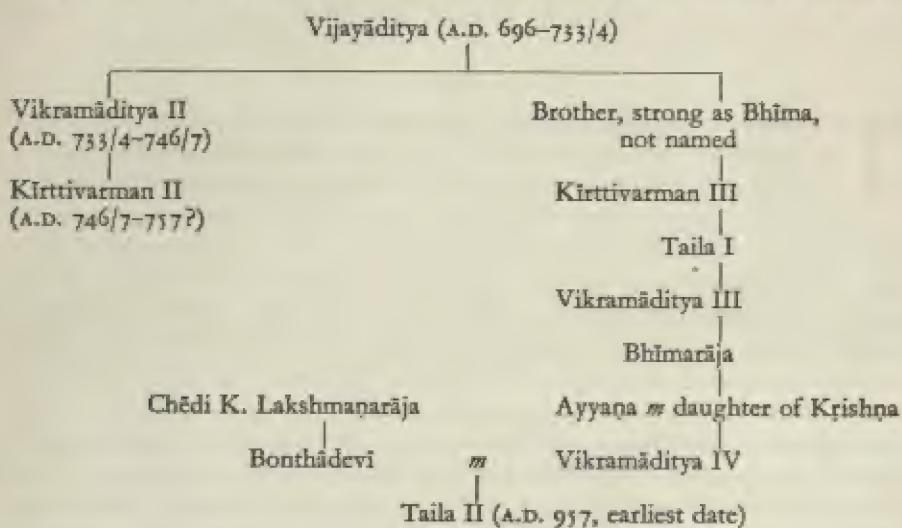 Vijayāditya (A.D. 696–733/4)
Vikramāditya II
(A.D. 733/4–746/7)
Kīrttivarman II
(A.D. 746/7–757?)
Brother, strong as Bhīma,
not named
Kīrttivarman III
Taila I
Vikramāditya III
Bhīmarāja
Chēdi K. Lakshmaṇarāja
Ayyaṇa m daughter of Kṛishṇa
Bonthādevī m Vikramāditya IV
Taila II (A.D. 957, earliest date)